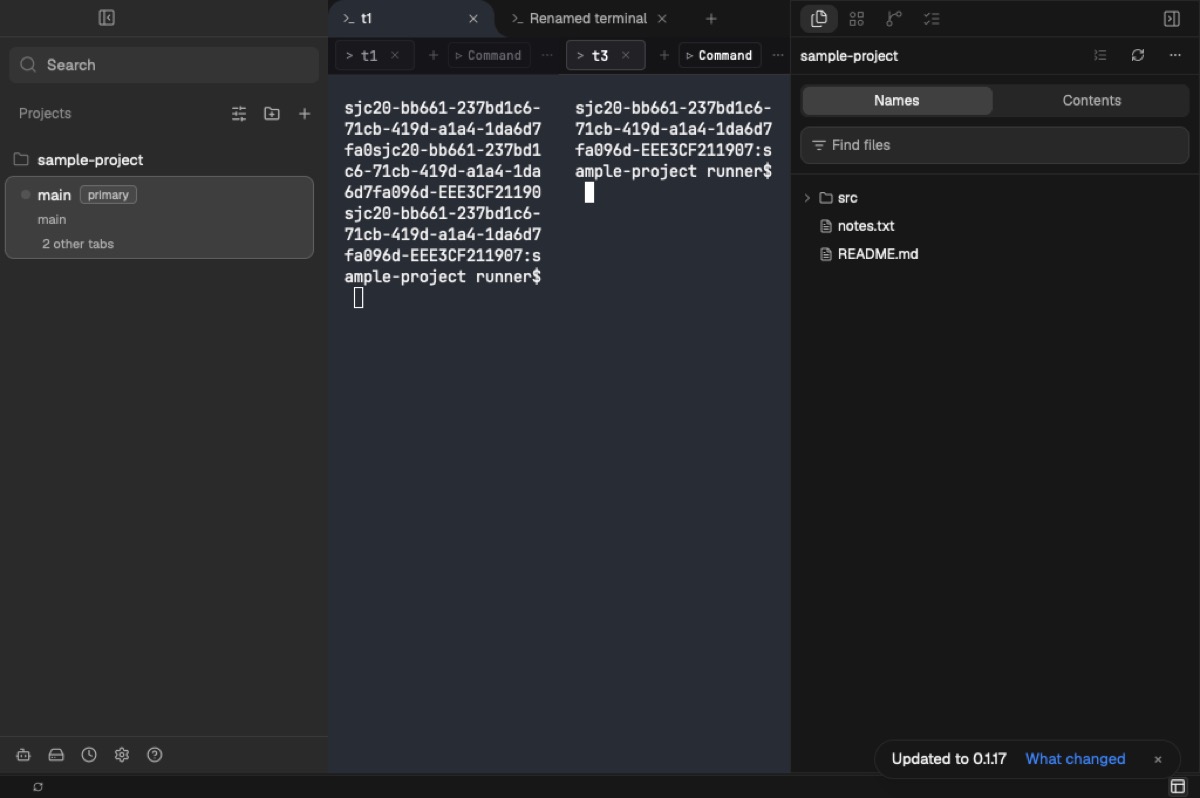 Search
Projects
sample-project
main primary
main
2 other tabs
>_ t1
>_ Renamed terminal
> t1
Command
> t3
Command
sjc20-bb661-237bd1c6-
71cb-419d-a1a4-1da6d7
fa0sjc20-bb661-237bd1
c6-71cb-419d-a1a4-1da
6d7fa096d-EEE3CF21190
sjc20-bb661-237bd1c6-
71cb-419d-a1a4-1da6d7
fa096d-EEE3CF211907:s
ample-project runner$
sjc20-bb661-237bd1c6-
71cb-419d-a1a4-1da6d7
fa096d-EEE3CF211907:s
ample-project runner$
sample-project
Names Contents
Find files
src
notes.txt
README.md
Updated to 0.1.17 What changed